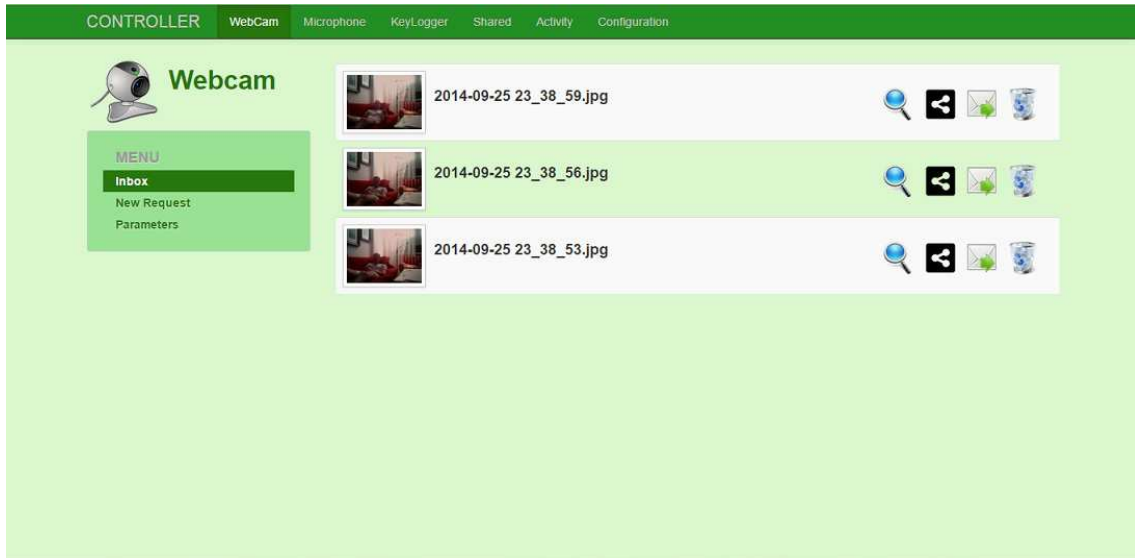 CONTROLLER WebCam Microphone KeyLogger Shared Activity Configuration
Webcam
MENU
Inbox
New Request
Parameters
2014-09-25 23_38_59.jpg
2014-09-25 23_38_56.jpg
2014-09-25 23_38_53.jpg